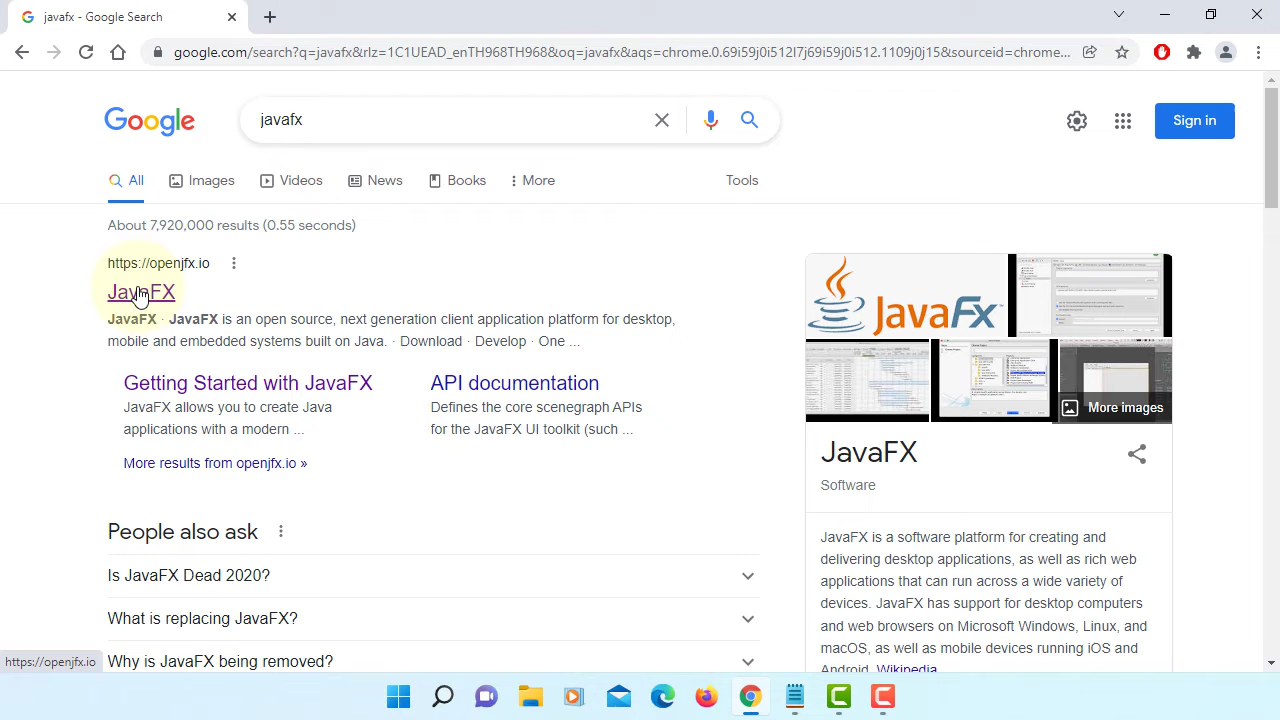 javafx - Google Search
google.com/search?q=javafx&rlz=1C1UEAD_enTH968TH968&oq=javafx&aqs=chrome.0.69i59j0i512l7j69i59j0i512.1109j0j15&sourceid=chrome...
Google
javafx
Sign in
All
Images
Videos
News
Books
More
Tools
About 7,920,000 results (0.55 seconds)
https://openjfx.io
JavaFX
JavaFX · JavaFX is an open source, next generation client application platform for desktop,
mobile and embedded systems built on Java. · Download · Develop · One ...
Getting Started with JavaFX
JavaFX allows you to create Java
applications with a modern ...
API documentation
Defines the core scenegraph APIs
for the JavaFX UI toolkit (such ...
More results from openjfx.io »
People also ask
Is JavaFX Dead 2020?
What is replacing JavaFX?
Why is JavaFX being removed?
JavaFx
More images
JavaFX
Software
JavaFX is a software platform for creating and
delivering desktop applications, as well as rich web
applications that can run across a wide variety of
devices. JavaFX has support for desktop computers
and web browsers on Microsoft Windows, Linux, and
macOS, as well as mobile devices running iOS and
Android. Wikipedia
https://openjfx.io